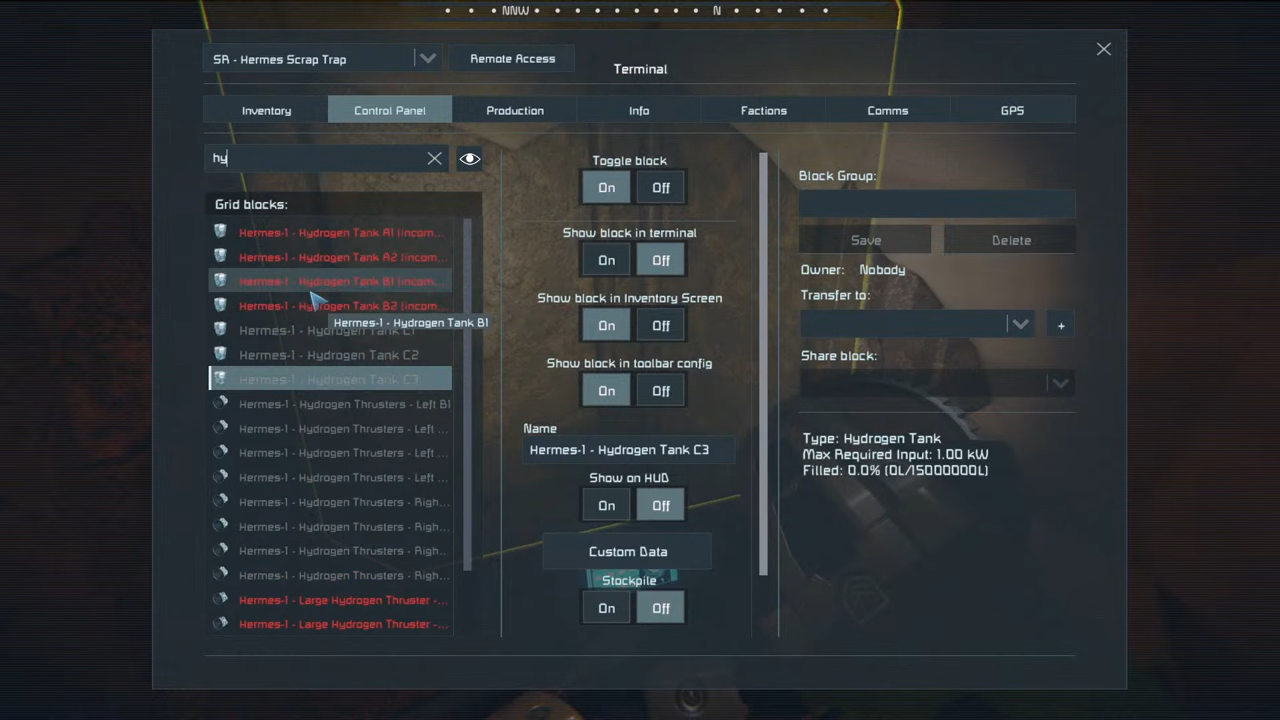 NNW N
SR - Hermes Scrap Trap
Remote Access
Terminal
Inventory
Control Panel
Production
Info
Factions
Comms
GPS
hy
Grid blocks:
Hermes-1 - Hydrogen Tank A1 (incom...
Hermes-1 - Hydrogen Tank A2 (incom...
Hermes-1 - Hydrogen Tank B1 (incom...
Hermes-1 - Hydrogen Tank B2 (incom...
Hermes-1 - Hydrogen Tank B1
Hermes-1 - Hydrogen Tank C1
Hermes-1 - Hydrogen Tank C2
Hermes-1 - Hydrogen Tank C3
Hermes-1 - Hydrogen Thrusters - Left B1
Hermes-1 - Hydrogen Thrusters - Left ...
Hermes-1 - Hydrogen Thrusters - Left ...
Hermes-1 - Hydrogen Thrusters - Left ...
Hermes-1 - Hydrogen Thrusters - Righ...
Hermes-1 - Hydrogen Thrusters - Righ...
Hermes-1 - Hydrogen Thrusters - Righ...
Hermes-1 - Hydrogen Thrusters - Righ...
Hermes-1 - Large Hydrogen Thruster -...
Hermes-1 - Large Hydrogen Thruster -...
Toggle block
On Off
Show block in terminal
On Off
Show block in Inventory Screen
On Off
Show block in toolbar config
On Off
Name
Hermes-1 - Hydrogen Tank C3
Show on HUD
On Off
Custom Data
Stockpile
On Off
Block Group:
Save
Delete
Owner: Nobody
Transfer to:
+
Share block:
Type: Hydrogen Tank
Max Required Input: 1.00 kW
Filled: 0.0% (0L/15000000L)